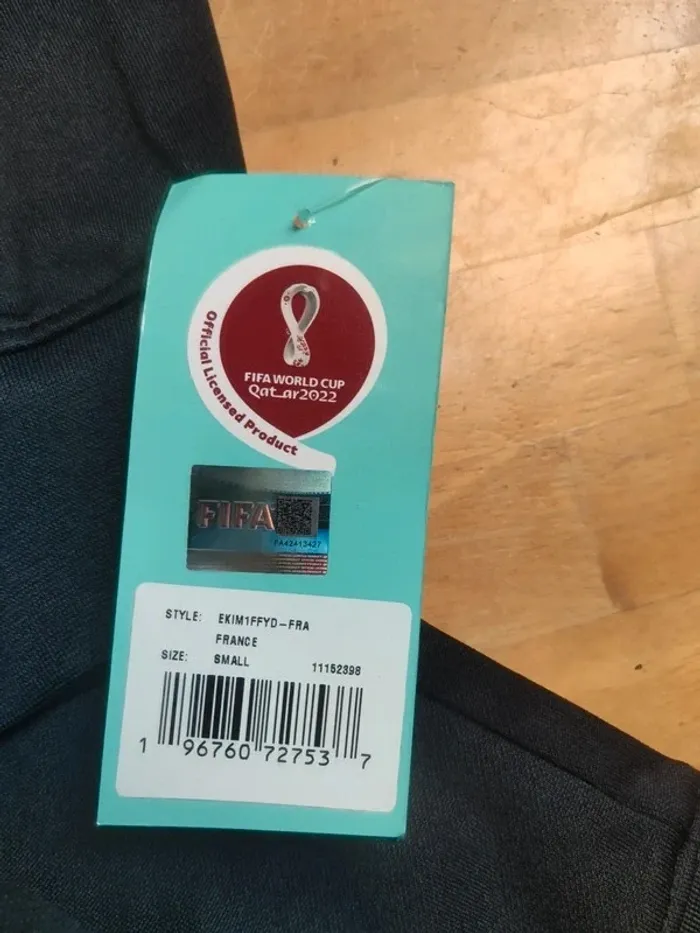 Official Licensed Product
FIFA WORLD CUP
Qatar2022
FIFA
FA42413427
STYLE: EKIM1FFYD-FRA
FRANCE
SIZE: SMALL 11152398
1 96760 72753 7